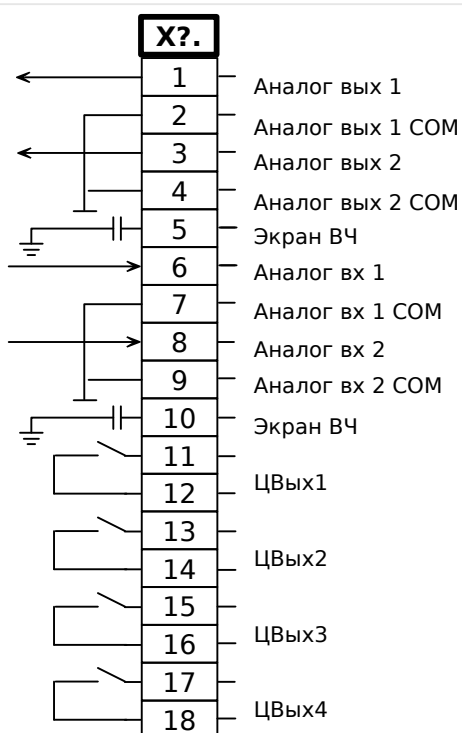 X?.
1 Аналог вых 1
2 Аналог вых 1 COM
3 Аналог вых 2
4 Аналог вых 2 COM
5 Экран ВЧ
6 Аналог вх 1
7 Аналог вх 1 COM
8 Аналог вх 2
9 Аналог вх 2 COM
10 Экран ВЧ
11
ЦВых1
12
13
ЦВых2
14
15
ЦВых3
16
17
ЦВых4
18